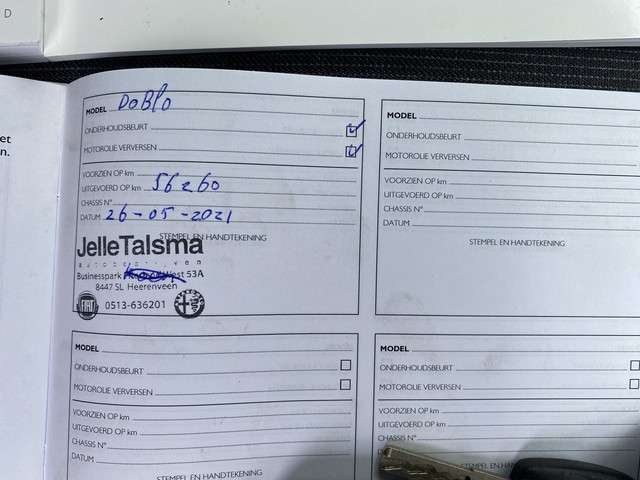 D
et
n.
MODEL DoBlo
ONDERHOUDSBEURT
MOTOROLIE VERVERSEN
VOORZIEN OP km
UITGEVOERD OP km 56260
CHASSIS N°
DATUM 26-05-2021
STEMPEL EN HANDTEKENING
JelleTalsma
Businesspark West 53A
8447 SL Heerenveen
0513-636201
MODEL
ONDERHOUDSBEURT
MOTOROLIE VERVERSEN
VOORZIEN OP km
UITGEVOERD OP km
CHASSIS N°
DATUM
STEMPEL EN HANDTEKENING
MODEL
ONDERHOUDSBEURT
MOTOROLIE VERVERSEN
VOORZIEN OP km
UITGEVOERD OP km
CHASSIS N°
DATUM
STEMPEL EN HANDTEKENING
MODEL
ONDERHOUDSBEURT
MOTOROLIE VERVERSEN
VOORZIEN OP km
UITGEVOERD OP km
CHASSIS N°
DATUM
STEMPEL EN HANDTEKENING